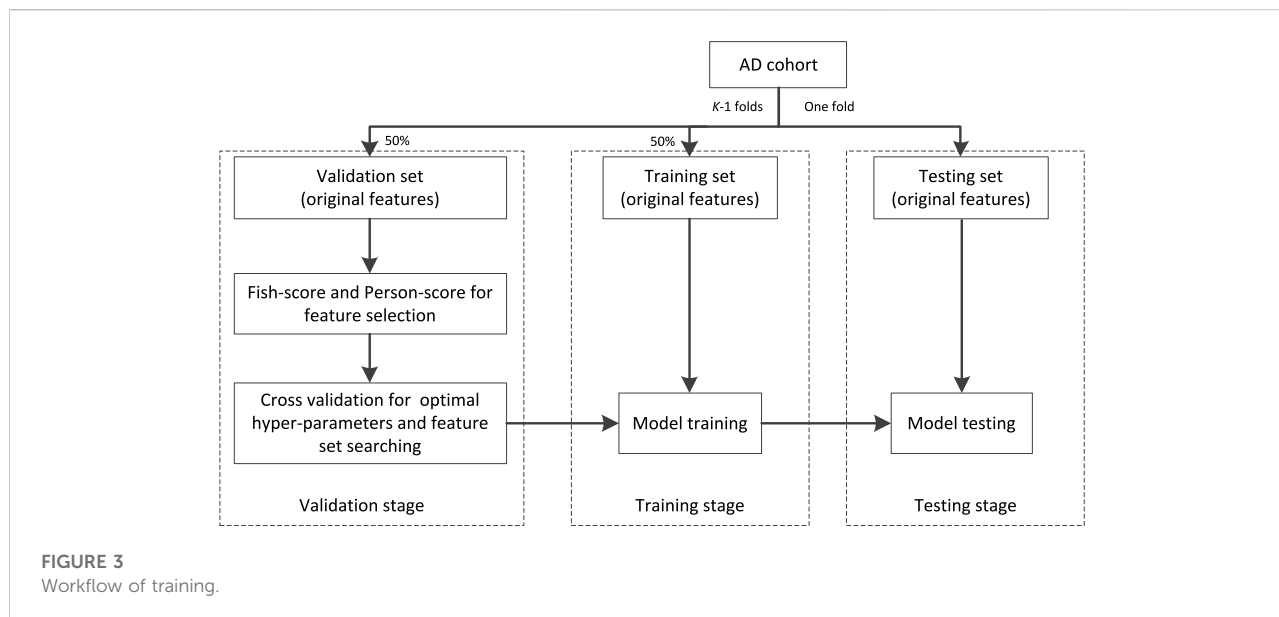 AD cohort
K-1 folds
One fold
50%
50%
Validation set
(original features)
Training set
(original features)
Testing set
(original features)
Fish-score and Person-score for
feature selection
Cross validation for optimal
hyper-parameters and feature
set searching
Model training
Model testing
Validation stage
Training stage
Testing stage
FIGURE 3
Workflow of training.